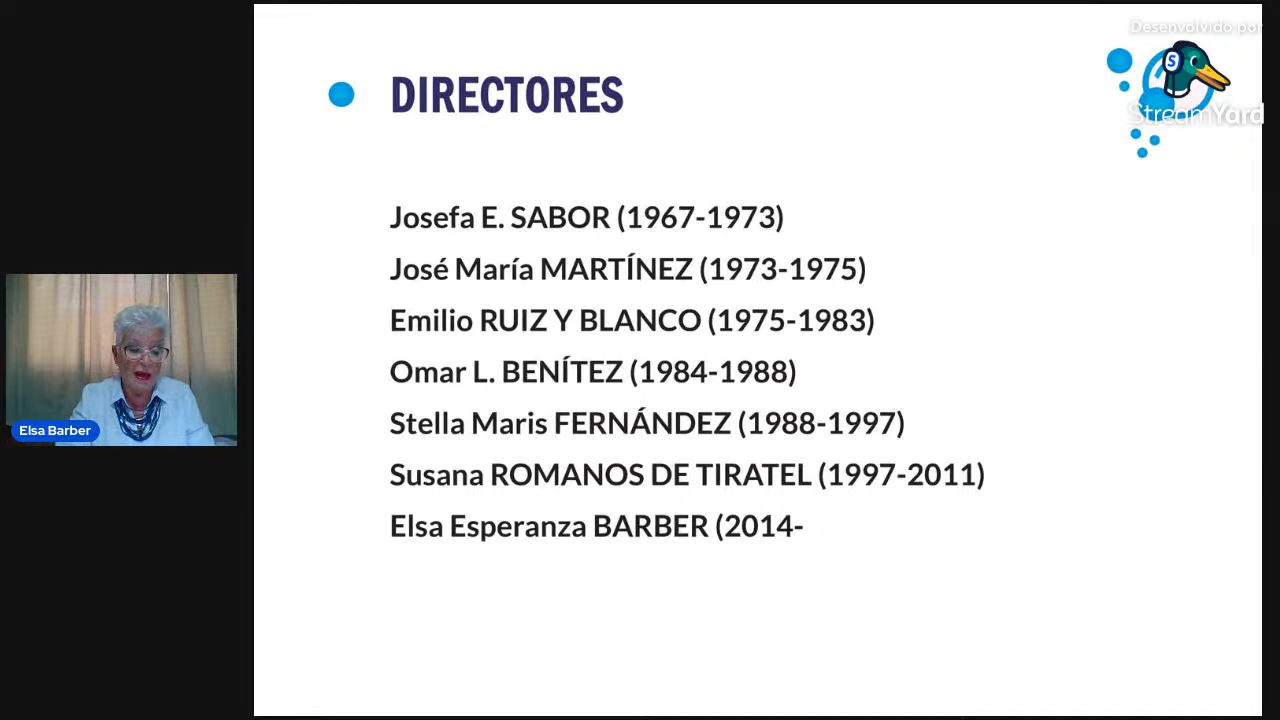 Desenvolvido por
S
StreamYard
DIRECTORES
Josefa E. SABOR (1967-1973)
José María MARTÍNEZ (1973-1975)
Emilio RUIZ Y BLANCO (1975-1983)
Omar L. BENÍTEZ (1984-1988)
Stella Maris FERNÁNDEZ (1988-1997)
Susana ROMANOS DE TIRATEL (1997-2011)
Elsa Esperanza BARBER (2014-
Elsa Barber